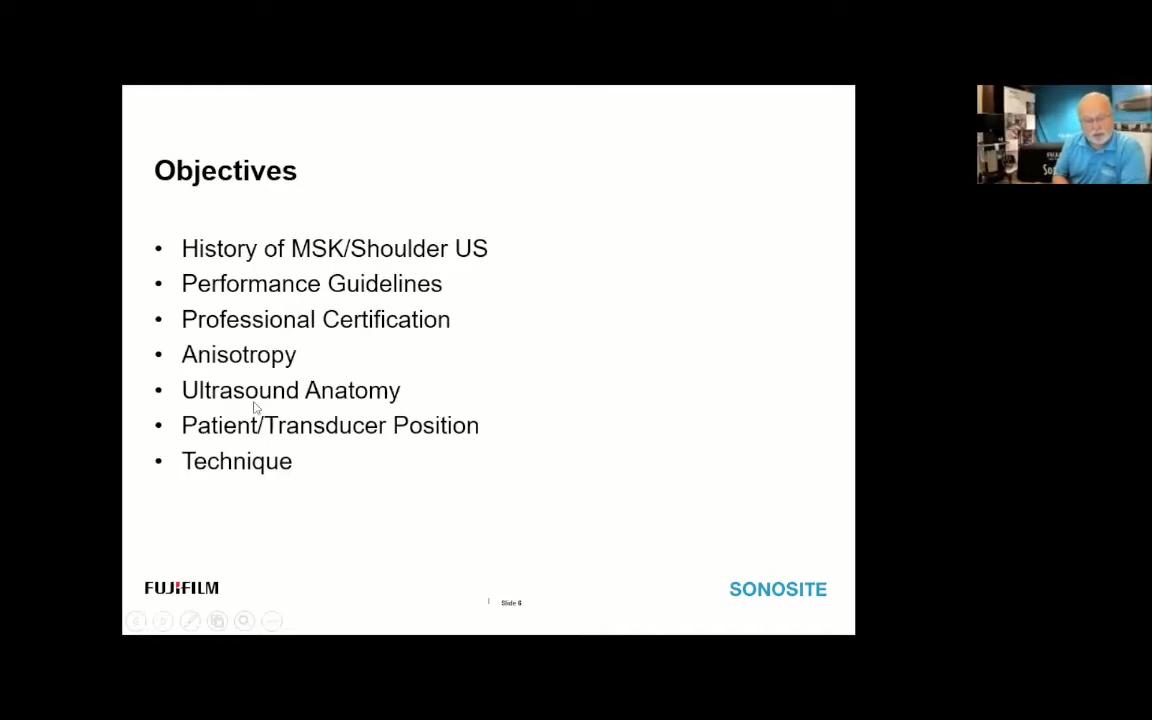 Objectives
• History of MSK/Shoulder US
• Performance Guidelines
• Professional Certification
• Anisotropy
• Ultrasound Anatomy
• Patient/Transducer Position
• Technique
FUJIFILM
| Slide 6
SONOSITE